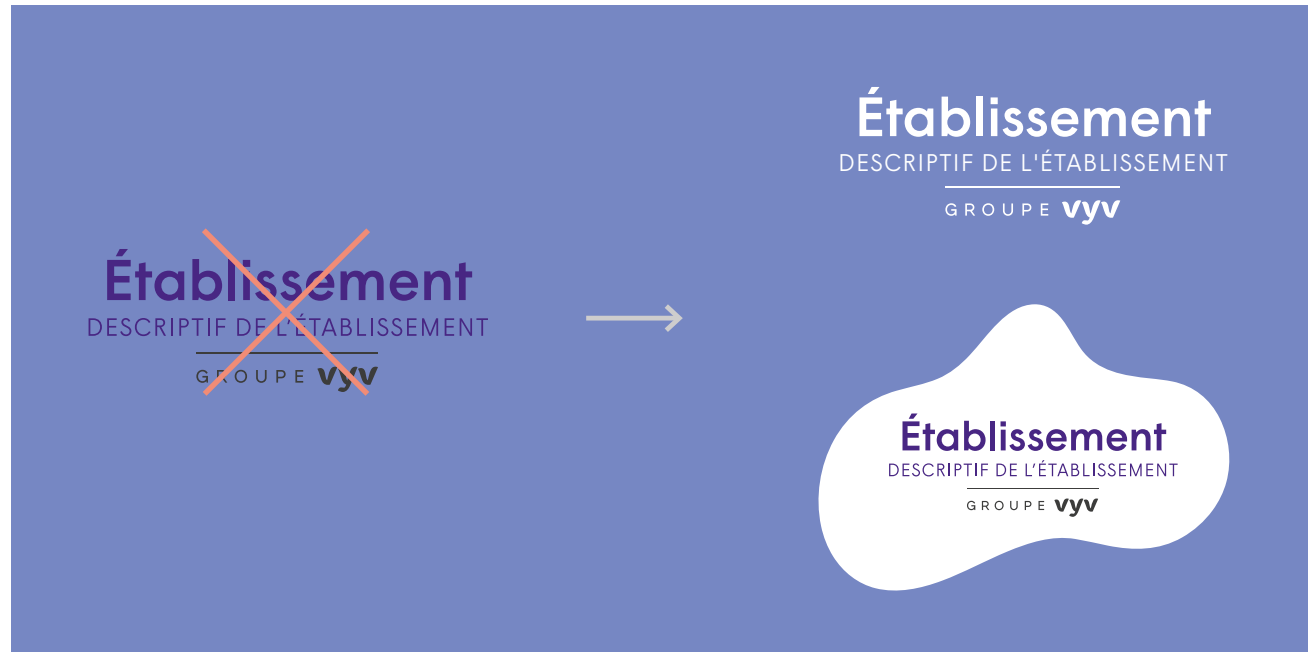 Établissement
DESCRIPTIF DE L’ÉTABLISSEMENT
GROUPE vyv
Établissement
DESCRIPTIF DE L'ÉTABLISSEMENT
GROUPE vyv
Établissement
DESCRIPTIF DE L’ÉTABLISSEMENT
GROUPE vyv